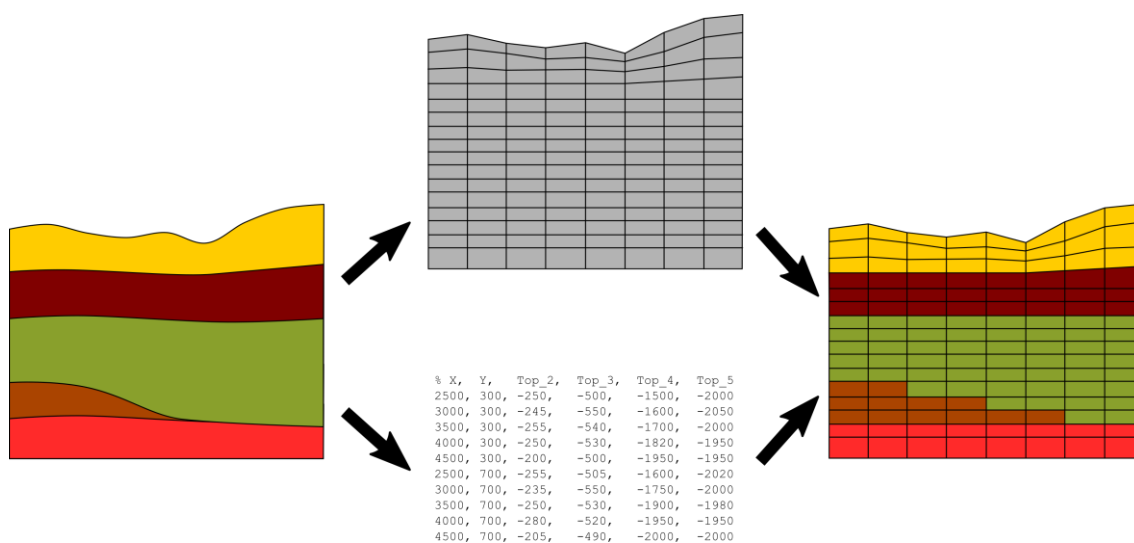 % X, Y, Top_2, Top_3, Top_4, Top_5
2500, 300, -250, -500, -1500, -2000
3000, 300, -245, -550, -1600, -2050
3500, 300, -255, -540, -1700, -2000
4000, 300, -250, -530, -1820, -1950
4500, 300, -200, -500, -1950, -1950
2500, 700, -255, -505, -1600, -2020
3000, 700, -235, -550, -1750, -2000
3500, 700, -250, -530, -1900, -1980
4000, 700, -280, -520, -1950, -1950
4500, 700, -205, -490, -2000, -2000